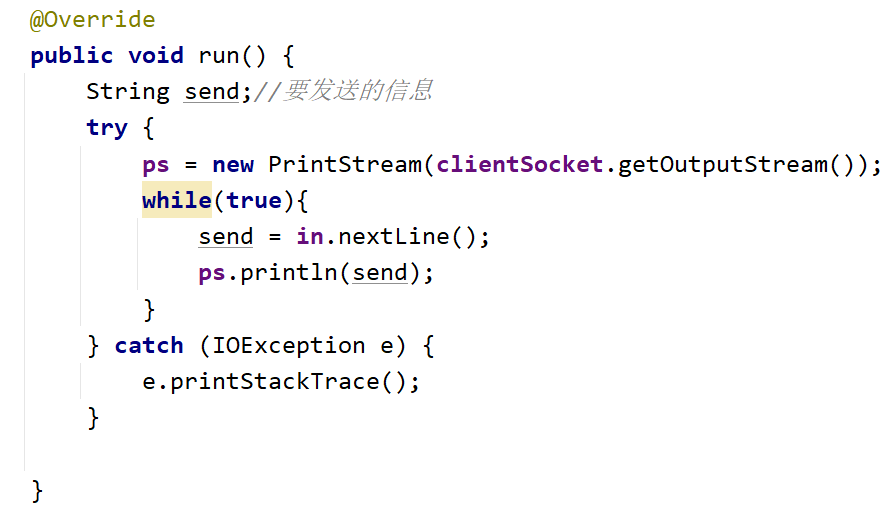 @Override
public void run() {
String send;//要发送的信息
try {
ps = new PrintStream(clientSocket.getOutputStream());
while(true){
send = in.nextLine();
ps.println(send);
}
} catch (IOException e) {
e.printStackTrace();
}
}